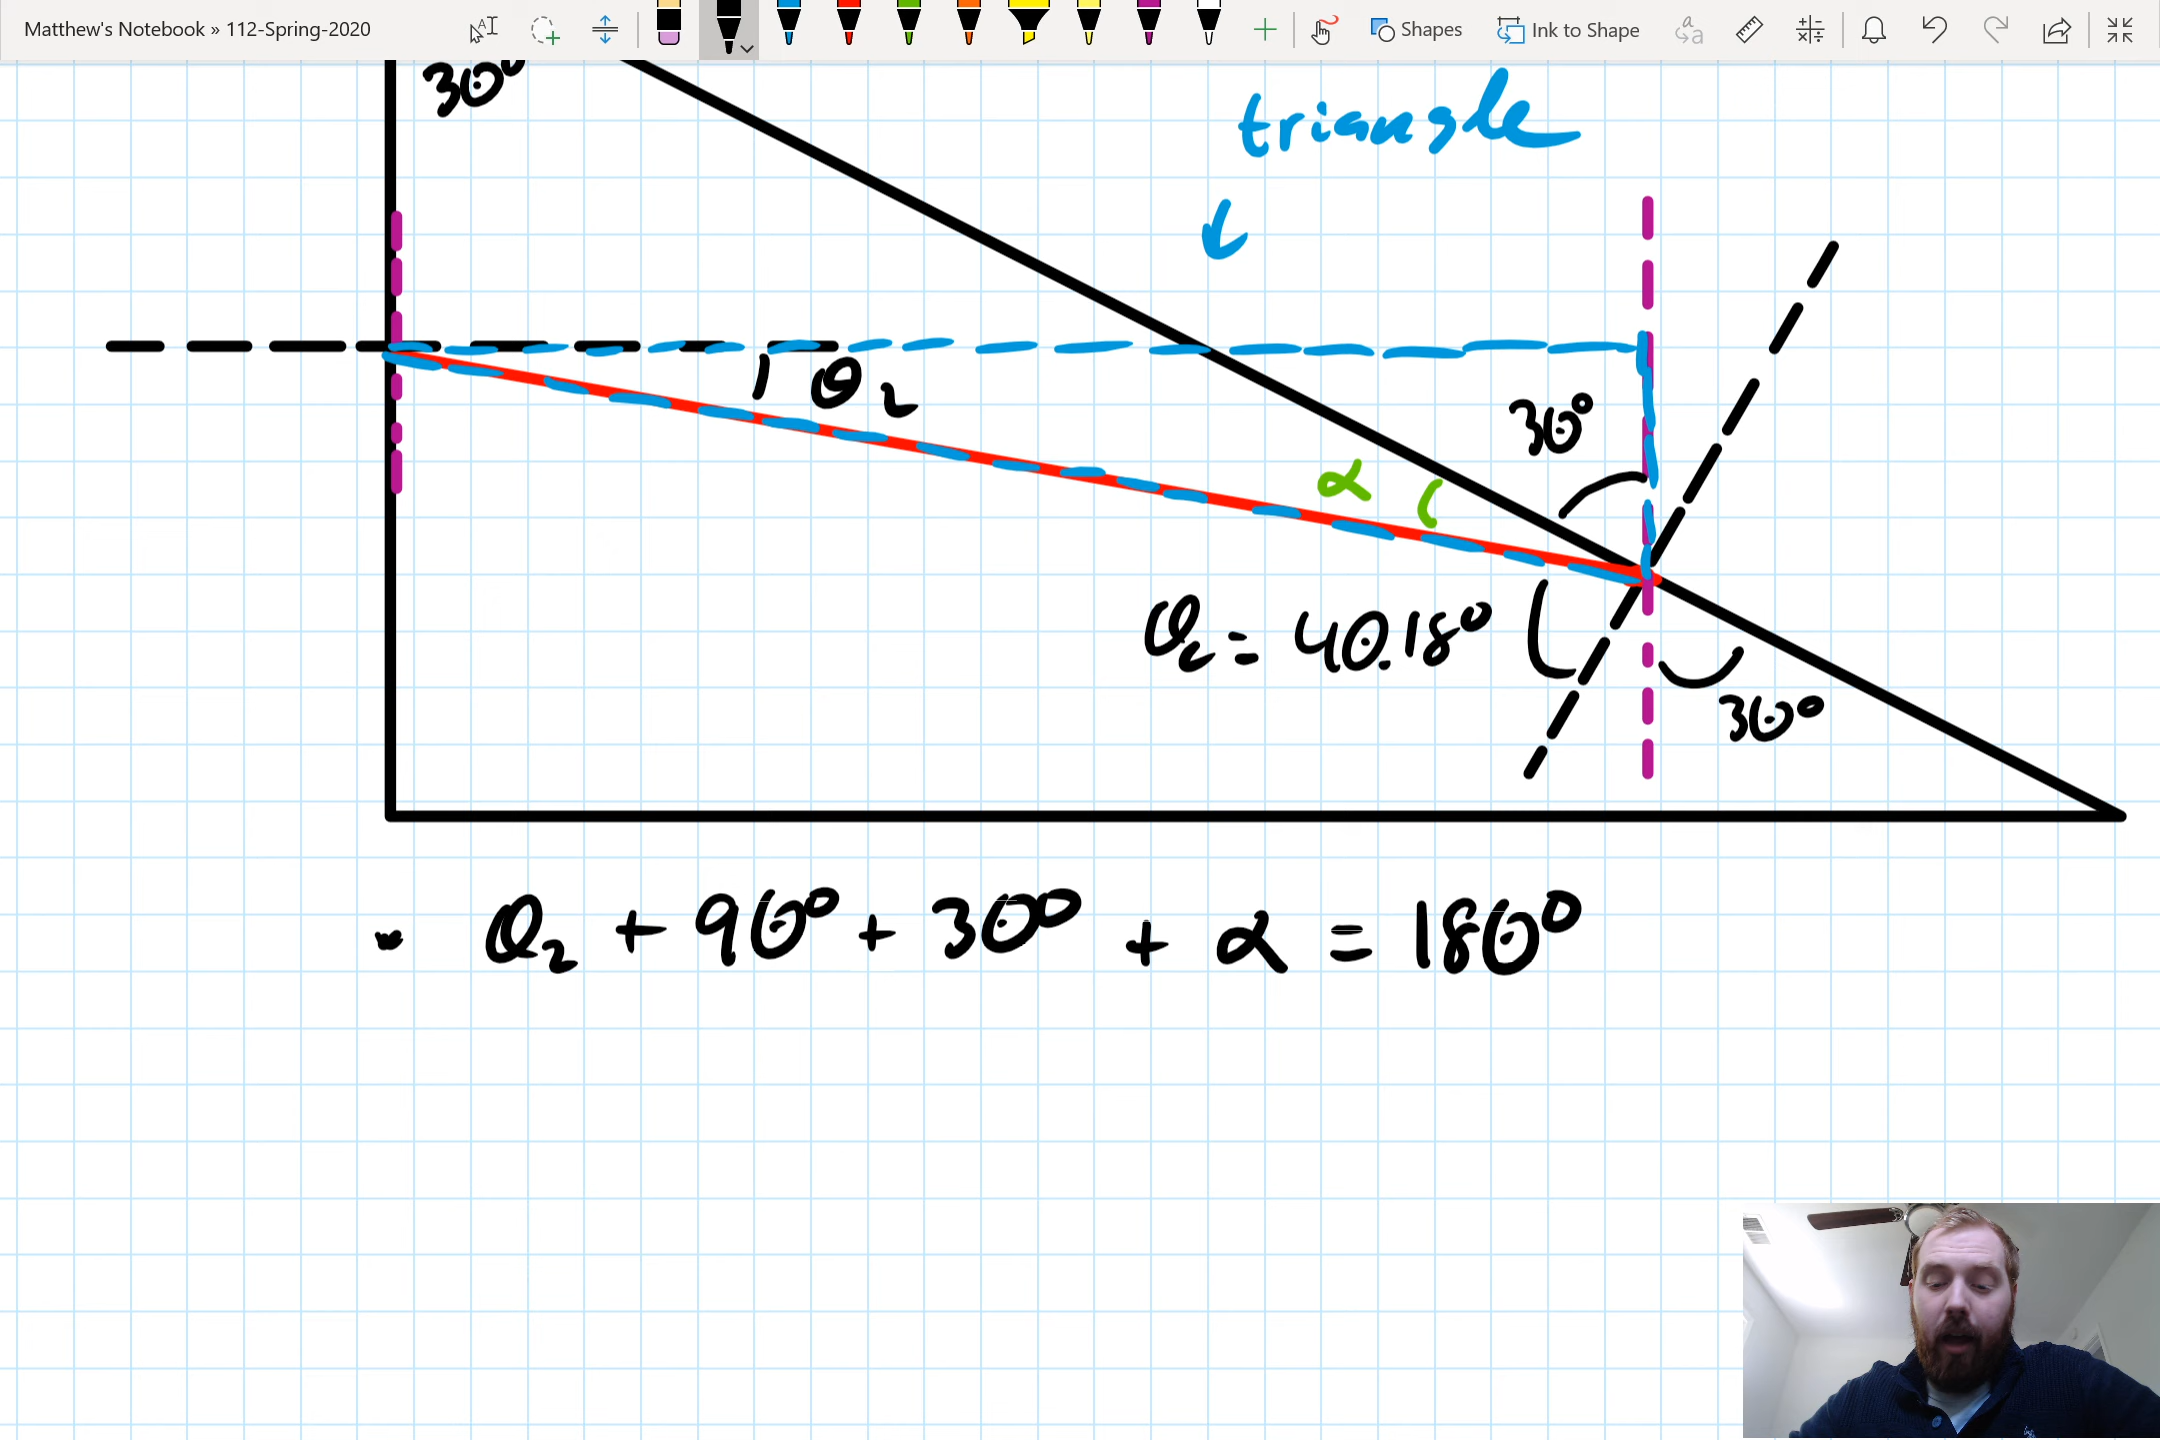 Matthew's Notebook » 112-Spring-2020
Shapes
Ink to Shape
30°
triangle
θ2
30°
α
θ2 = 40.18°
30°
• θ2 + 90° + 30° + α = 180°